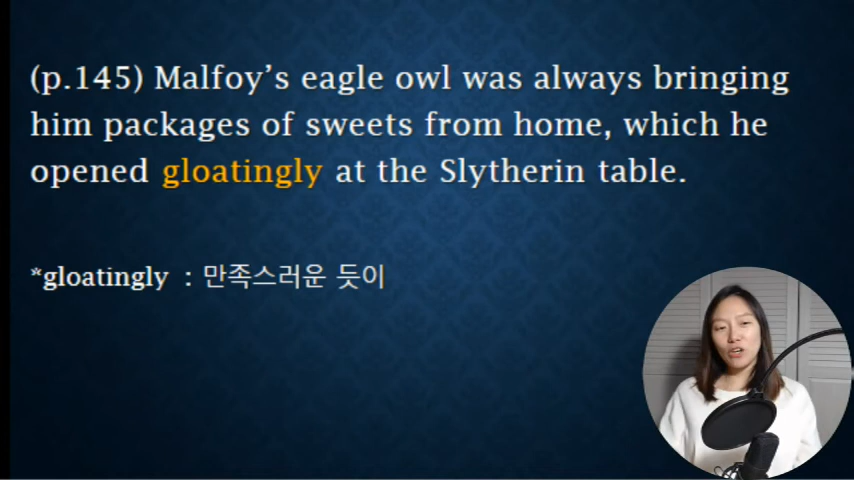 (p.145) Malfoy’s eagle owl was always bringing
him packages of sweets from home, which he
opened gloatingly at the Slytherin table.
*gloatingly : 만족스러운 듯이